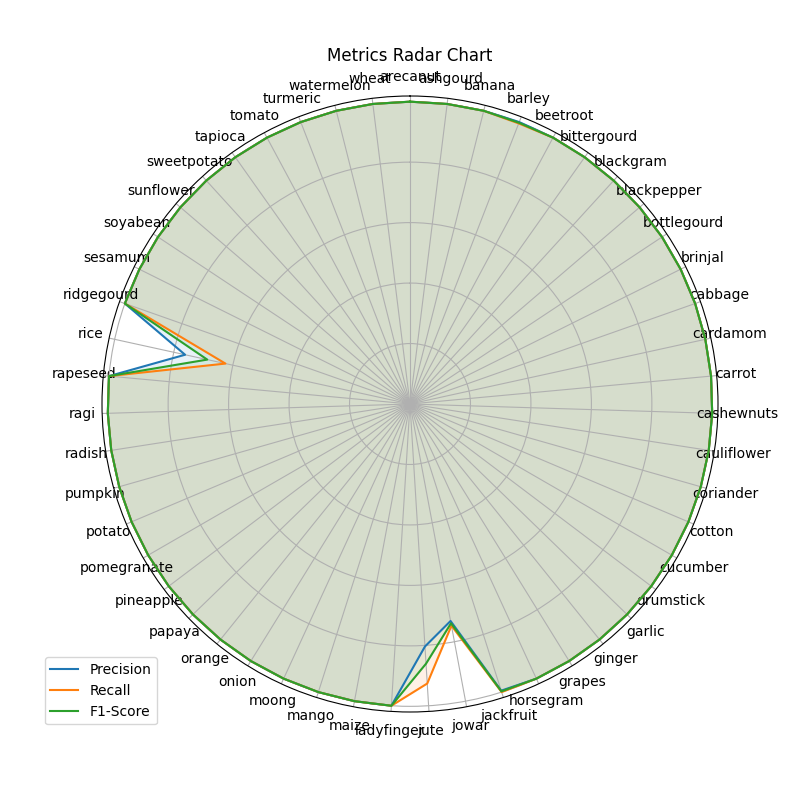 Metrics Radar Chart
arecanut
ashgourd
banana
barley
beetroot
bittergourd
blackgram
blackpepper
bottlegourd
brinjal
cabbage
cardamom
carrot
cashewnuts
cauliflower
coriander
cotton
cucumber
drumstick
garlic
ginger
grapes
horsegram
jackfruit
jowar
jute
ladyfinger
maize
mango
moong
onion
orange
papaya
pineapple
pomegranate
potato
pumpkin
radish
ragi
rapeseed
rice
ridgegourd
sesamum
soyabean
sunflower
sweetpotato
tapioca
tomato
turmeric
watermelon
wheat
Precision
Recall
F1-Score